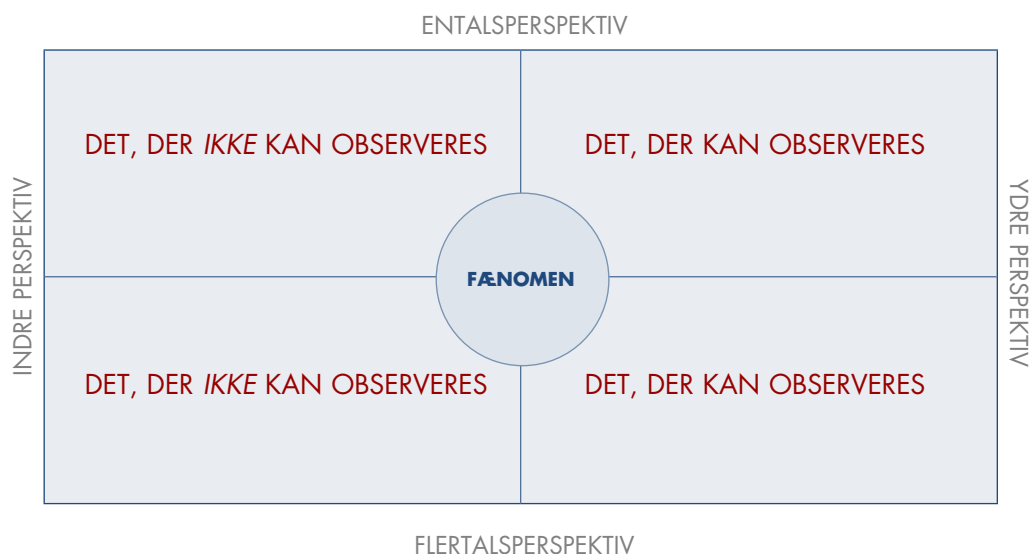 ENTALSPERSPEKTIV
DET, DER IKKE KAN OBSERVERES
DET, DER KAN OBSERVERES
INDRE PERSPEKTIV
YDRE PERSPEKTIV
FÆNOMEN
DET, DER IKKE KAN OBSERVERES
DET, DER KAN OBSERVERES
FLERTALSPERSPEKTIV